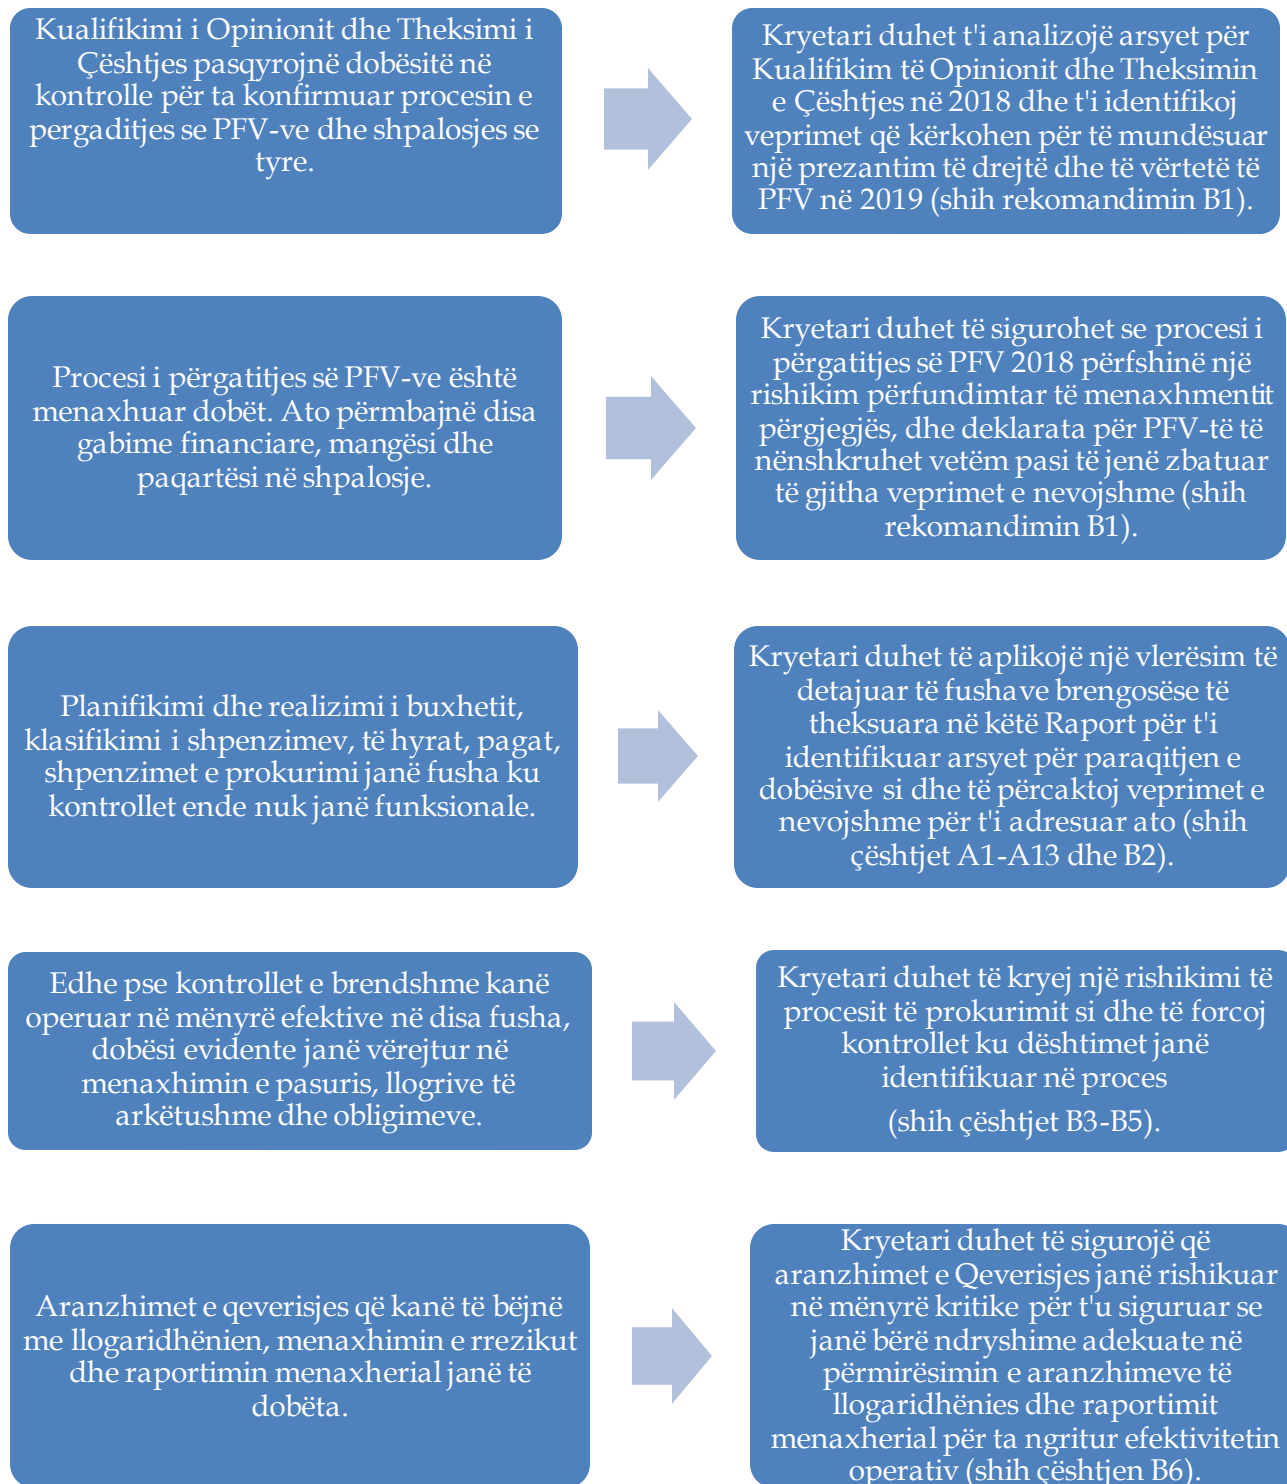 Kualifikimi i Opinionit dhe Theksimi i
Çështjes pasqyrojnë dobësitë në
kontrolle për ta konfirmuar procesin e
pergaditjes se PFV-ve dhe shpalosjes se
tyre.
Kryetari duhet t'i analizojë arsyet për
Kualifikim të Opinionit dhe Theksimin
e Çështjes në 2018 dhe t'i identifikoj
veprimet që kërkohen për të mundësuar
një prezantim të drejtë dhe të vërtetë të
PFV në 2019 (shih rekomandimin B1).
Procesi i përgatitjes së PFV-ve është
menaxhuar dobët. Ato përmbajnë disa
gabime financiare, mangësi dhe
paqartësi në shpalosje.
Kryetari duhet të sigurohet se procesi i
përgatitjes së PFV 2018 përfshinë një
rishikim përfundimtar të menaxhmentit
përgjegjës, dhe deklarata për PFV-të të
nënshkruhet vetëm pasi të jenë zbatuar
të gjitha veprimet e nevojshme (shih
rekomandimin B1).
Planifikimi dhe realizimi i buxhetit,
klasifikimi i shpenzimev, të hyrat, pagat,
shpenzimet e prokurimi janë fusha ku
kontrollet ende nuk janë funksionale.
Kryetari duhet të aplikojë një vlerësim të
detajuar të fushave brengosëse të
theksuara në këtë Raport për t'i
identifikuar arsyet për paraqitjen e
dobësive si dhe të përcaktoj veprimet e
nevojshme për t'i adresuar ato (shih
çështjet A1-A13 dhe B2).
Edhe pse kontrollet e brendshme kanë
operuar në mënyrë efektive në disa fusha,
dobësi evidente janë vërejtur në
menaxhimin e pasuris, llogrive të
arkëtushme dhe obligimeve.
Kryetari duhet të kryej një rishikimi të
procesit të prokurimit si dhe të forcoj
kontrollet ku dështimet janë
identifikuar në proces
(shih çështjet B3-B5).
Aranzhimet e qeverisjes që kanë të bëjnë
me llogaridhënien, menaxhimin e rrezikut
dhe raportimin menaxherial janë të
dobëta.
Kryetari duhet të sigurojë që
aranzhimet e Qeverisjes janë rishikuar
në mënyrë kritike për t'u siguruar se
janë bërë ndryshime adekuate në
përmirësimin e aranzhimeve të
llogaridhënies dhe raportimit
menaxherial për ta ngritur efektivitetin
operativ (shih çështjen B6).